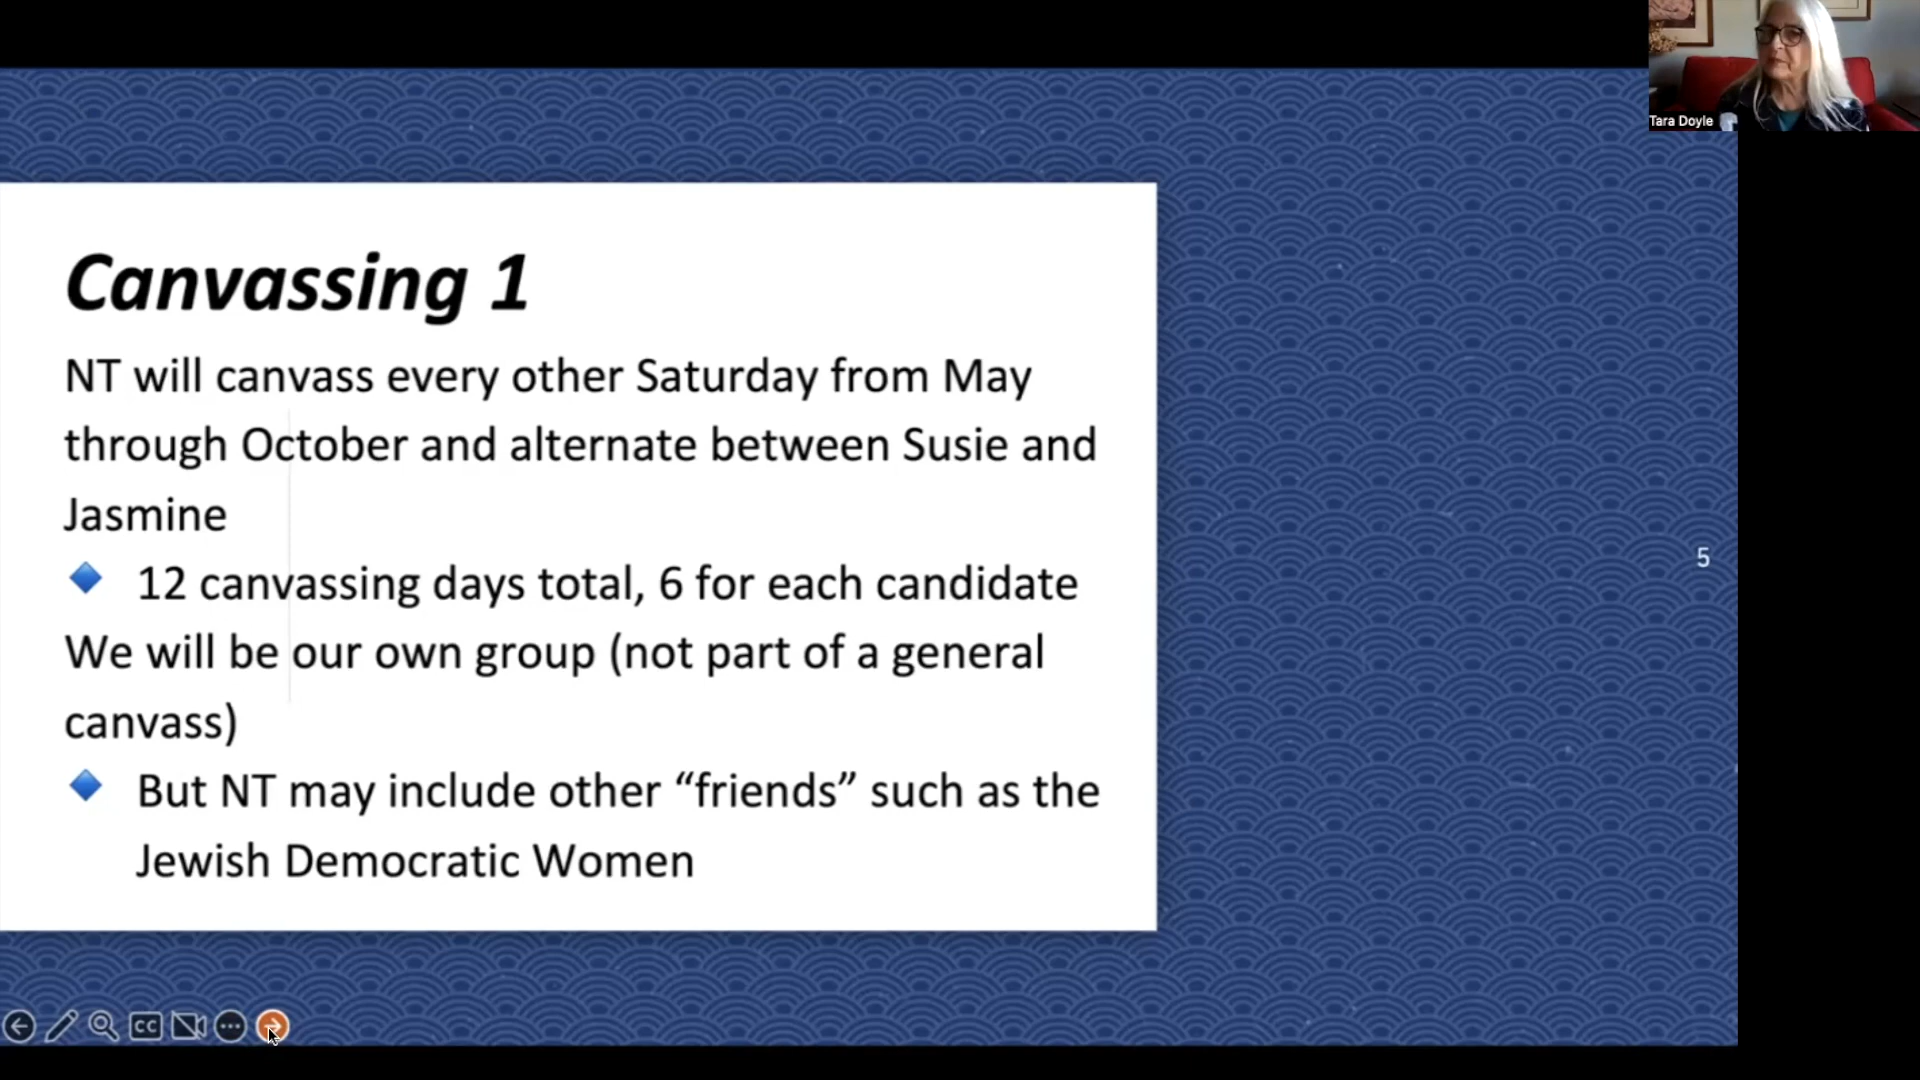 Tara Doyle
Canvassing 1
NT will canvass every other Saturday from May
through October and alternate between Susie and
Jasmine
12 canvassing days total, 6 for each candidate
We will be our own group (not part of a general
canvass)
But NT may include other “friends” such as the
Jewish Democratic Women
5
CC